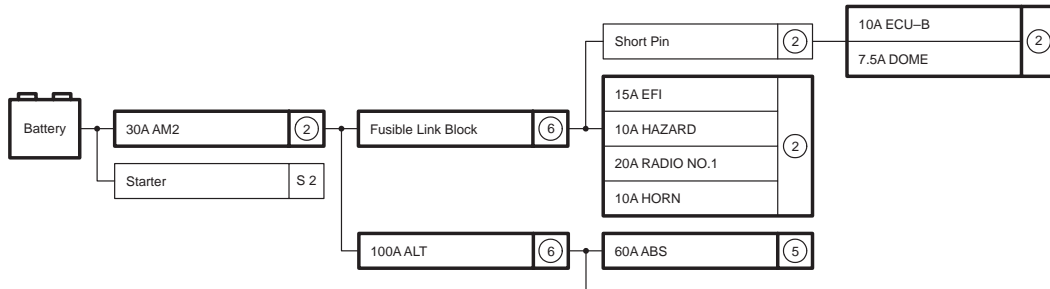 Short Pin 2
10A ECU–B 2
7.5A DOME
15A EFI
Battery
30A AM2 2
Fusible Link Block 6
10A HAZARD
2
20A RADIO NO.1
Starter S 2
10A HORN
100A ALT 6
60A ABS 5